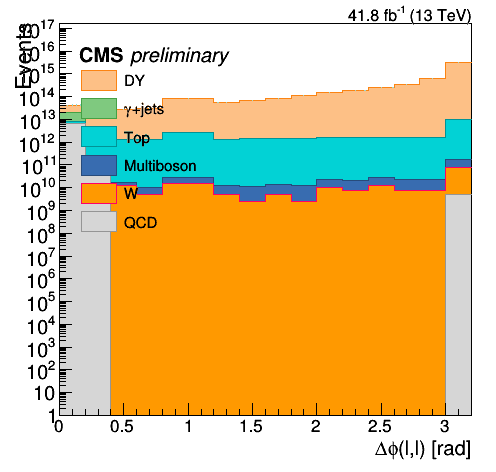 41.8 fb⁻¹ (13 TeV)
Events
CMS preliminary
DY
γ+jets
Top
Multiboson
W
QCD
10¹⁷
10¹⁶
10¹⁵
10¹⁴
10¹³
10¹²
10¹¹
10¹⁰
10⁹
10⁸
10⁷
10⁶
10⁵
10⁴
10³
10²
10
1
0 0.5 1 1.5 2 2.5 3
Δϕ(l,l) [rad]